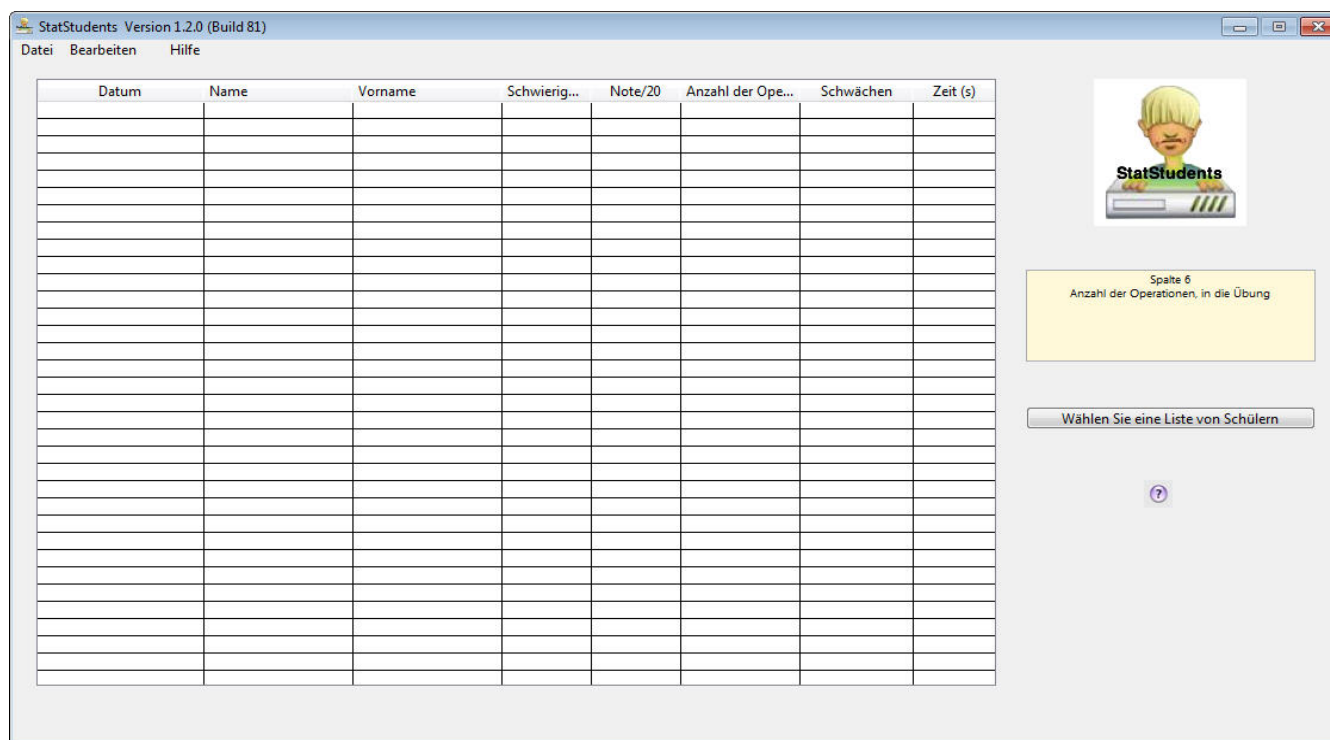 StatStudents Version 1.2.0 (Build 81)
Datei Bearbeiten Hilfe
Datum Name Vorname Schwierig... Note/20 Anzahl der Ope... Schwächen Zeit (s)
StatStudents
Spalte 6
Anzahl der Operationen, in die Übung
Wählen Sie eine Liste von Schülern
?